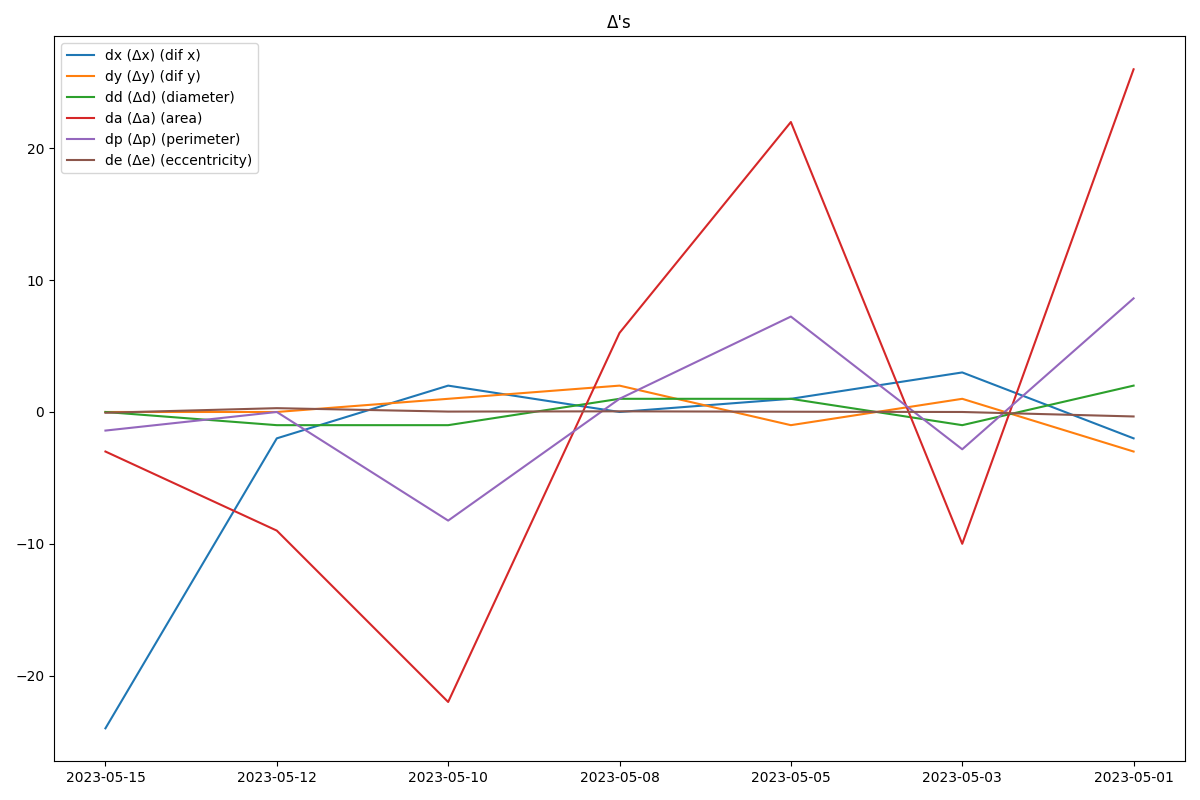 Δ's
dx (Δx) (dif x)
dy (Δy) (dif y)
dd (Δd) (diameter)
da (Δa) (area)
dp (Δp) (perimeter)
de (Δe) (eccentricity)
20
10
0
−10
−20
2023-05-15 2023-05-12 2023-05-10 2023-05-08 2023-05-05 2023-05-03 2023-05-01